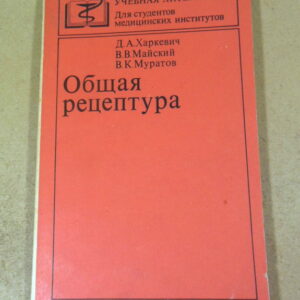 УЧЕБНАЯ
Для студентов
медицинских институтов
Д.А.Харкевич
В.В.Майский
В.К.Муратов
Общая
рецептура